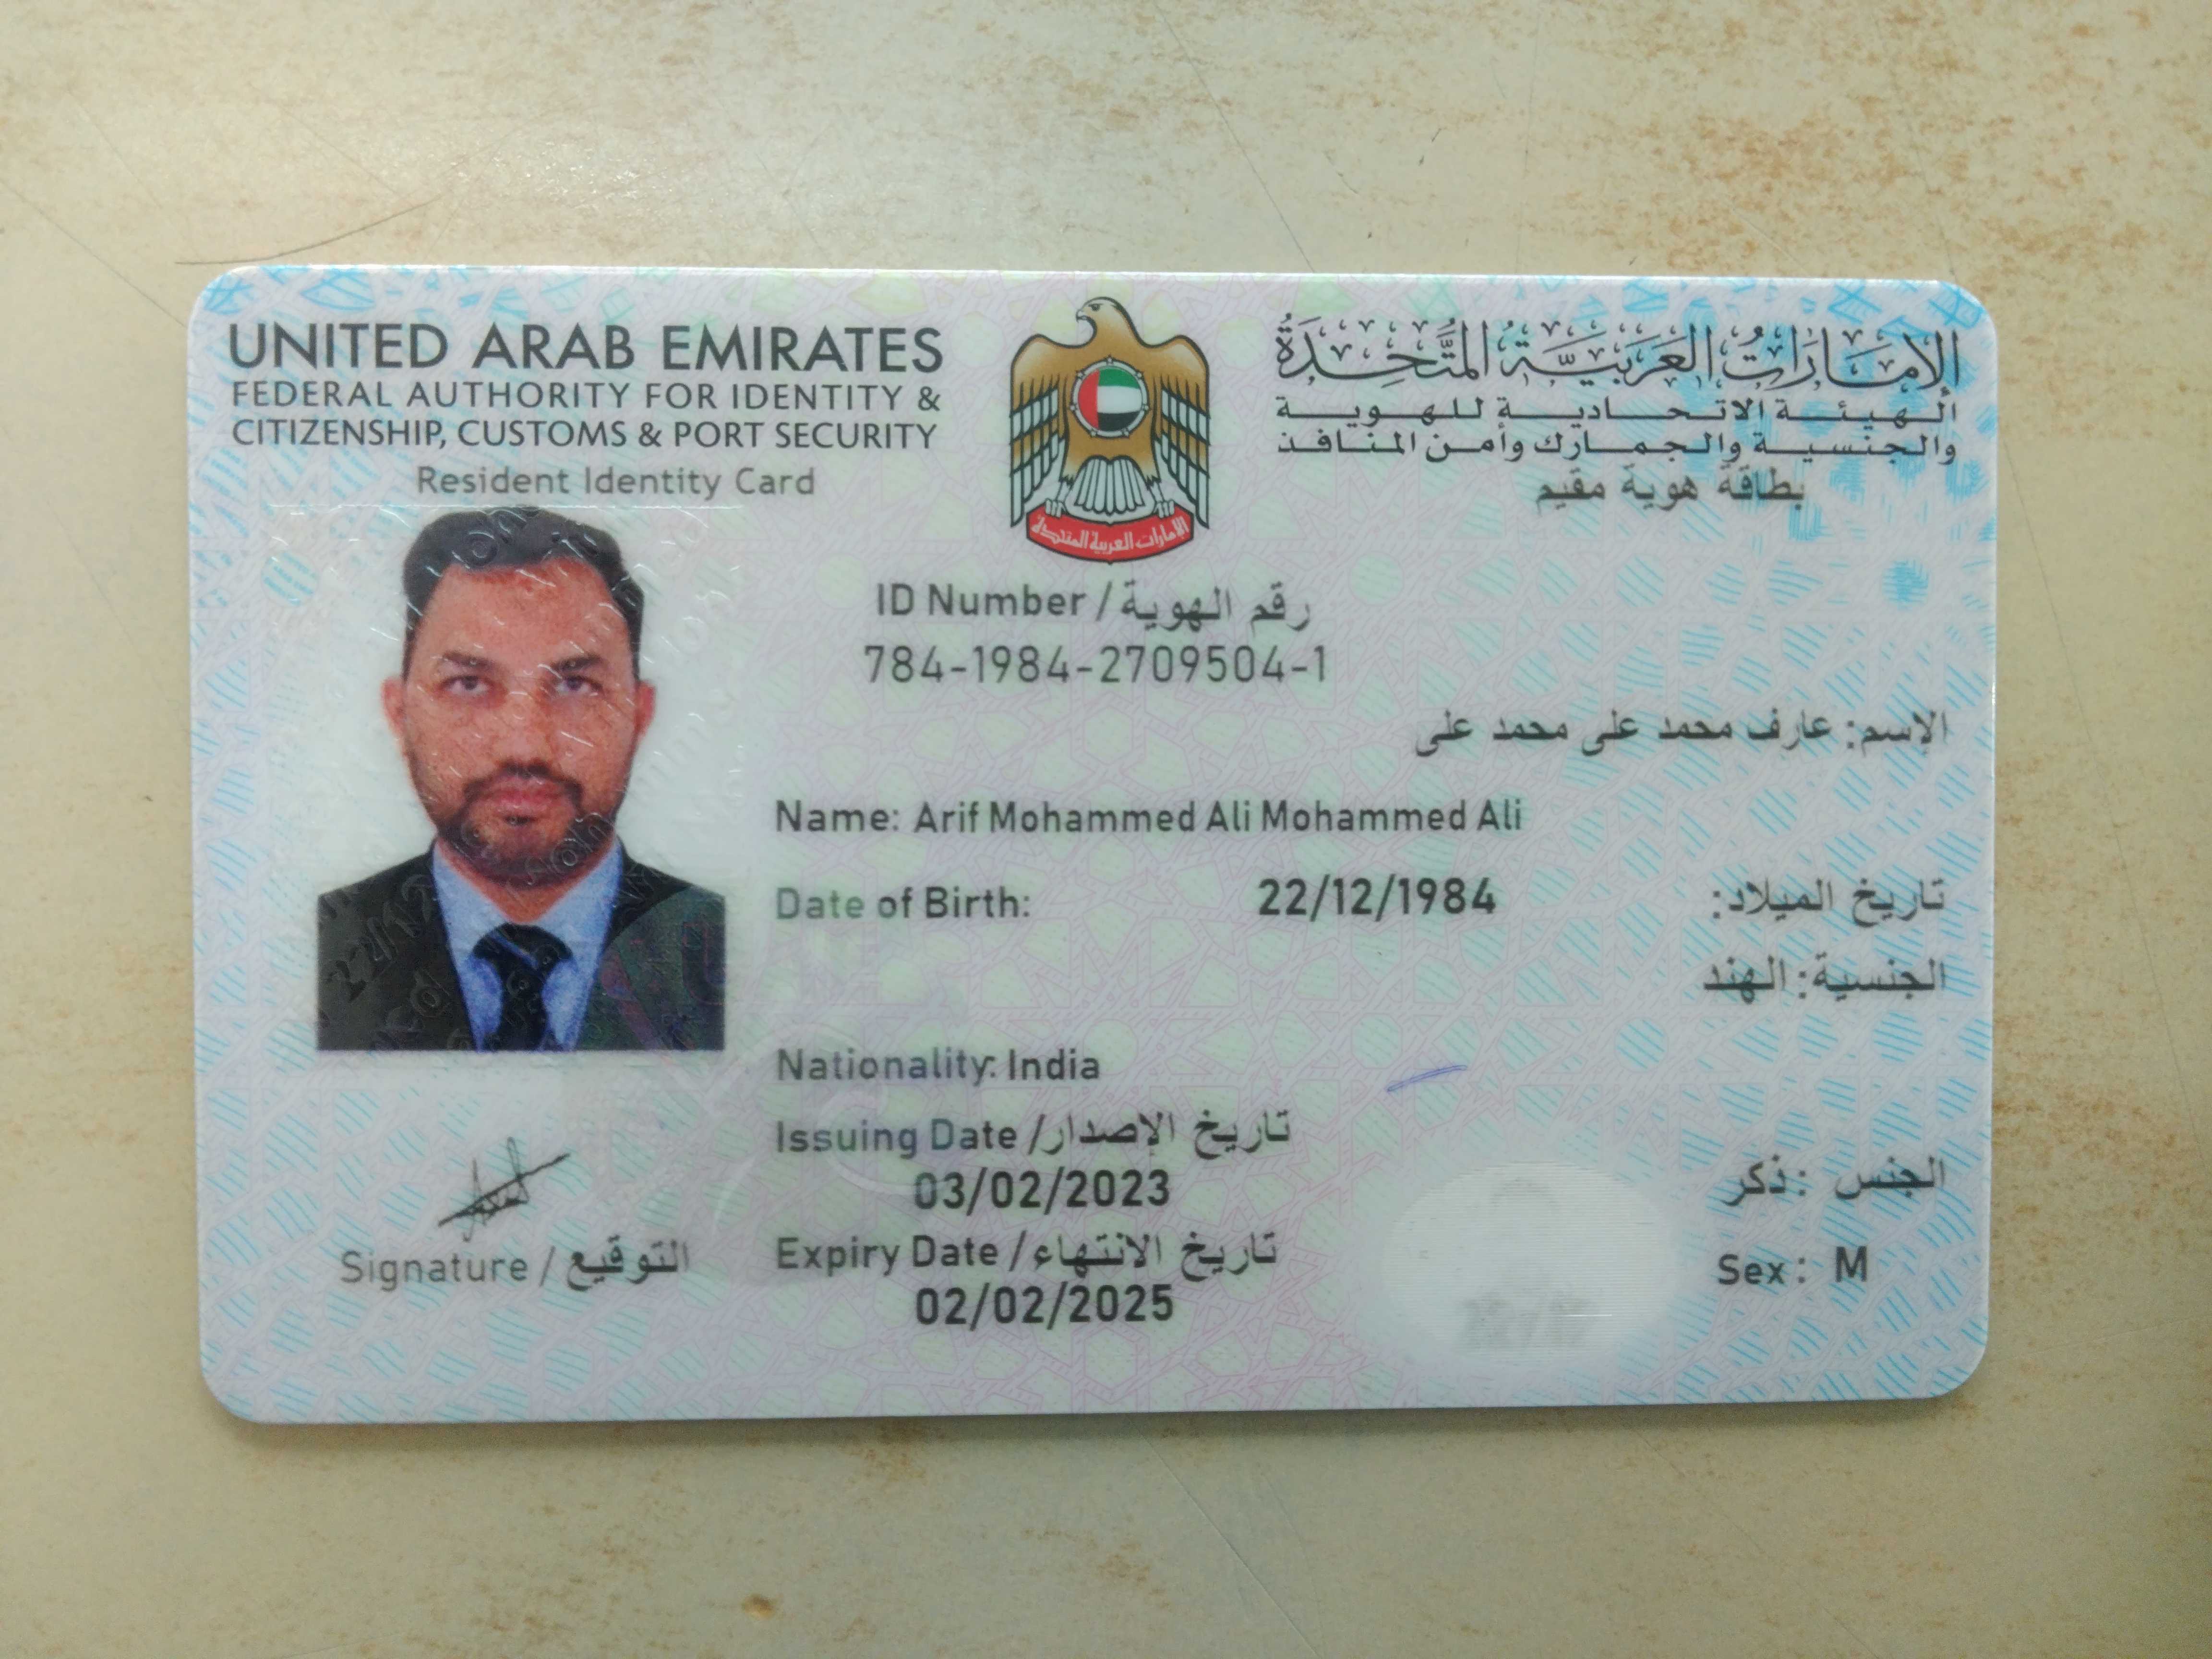 UNITED ARAB EMIRATES
الإمارات العربية المتحدة
FEDERAL AUTHORITY FOR IDENTITY &
الهيئة الاتحادية للهوية
CITIZENSHIP, CUSTOMS & PORT SECURITY
والجنسية والجمارك وأمن المنافذ
Resident Identity Card
بطاقة هوية مقيم
الإمارات العربية المتحدة
ID Number / رقم الهوية
784-1984-2709504-1
الإسم: عارف محمد على محمد على
Name: Arif Mohammed Ali Mohammed Ali
Date of Birth: 22/12/1984 تاريخ الميلاد:
الجنسية: الهند
Nationality: India
Issuing Date / تاريخ الإصدار
03/02/2023
الجنس : ذكر
Expiry Date / تاريخ الانتهاء
Sex: M
02/02/2025
Signature / التوقيع